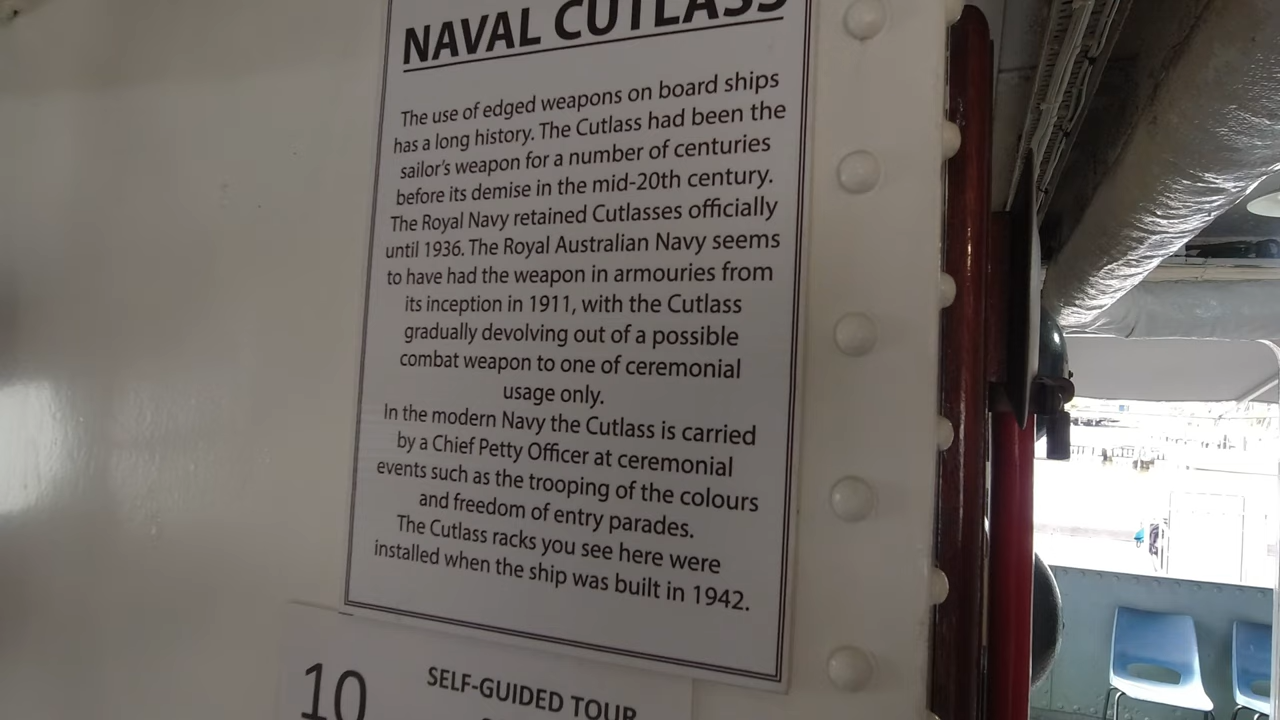 NAVAL CUTLASS
The use of edged weapons on board ships
has a long history. The Cutlass had been the
sailor's weapon for a number of centuries
before its demise in the mid-20th century.
The Royal Navy retained Cutlasses officially
until 1936. The Royal Australian Navy seems
to have had the weapon in armouries from
its inception in 1911, with the Cutlass
gradually devolving out of a possible
combat weapon to one of ceremonial
usage only.
In the modern Navy the Cutlass is carried
by a Chief Petty Officer at ceremonial
events such as the trooping of the colours
and freedom of entry parades.
The Cutlass racks you see here were
installed when the ship was built in 1942.
10
SELF-GUIDED TOUR